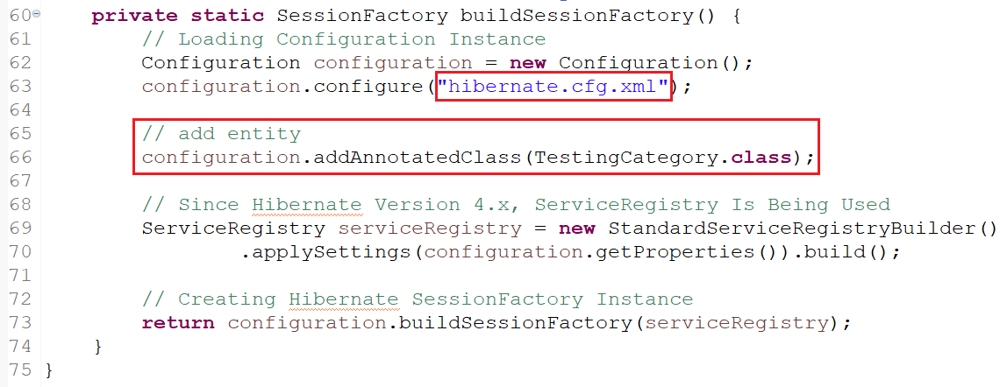 60 private static SessionFactory buildSessionFactory() {
61 // Loading Configuration Instance
62 Configuration configuration = new Configuration();
63 configuration.configure("hibernate.cfg.xml");
64
65 // add entity
66 configuration.addAnnotatedClass(TestingCategory.class);
67
68 // Since Hibernate Version 4.x, ServiceRegistry Is Being Used
69 ServiceRegistry serviceRegistry = new StandardServiceRegistryBuilder()
70 .applySettings(configuration.getProperties()).build();
71
72 // Creating Hibernate SessionFactory Instance
73 return configuration.buildSessionFactory(serviceRegistry);
74 }
75 }